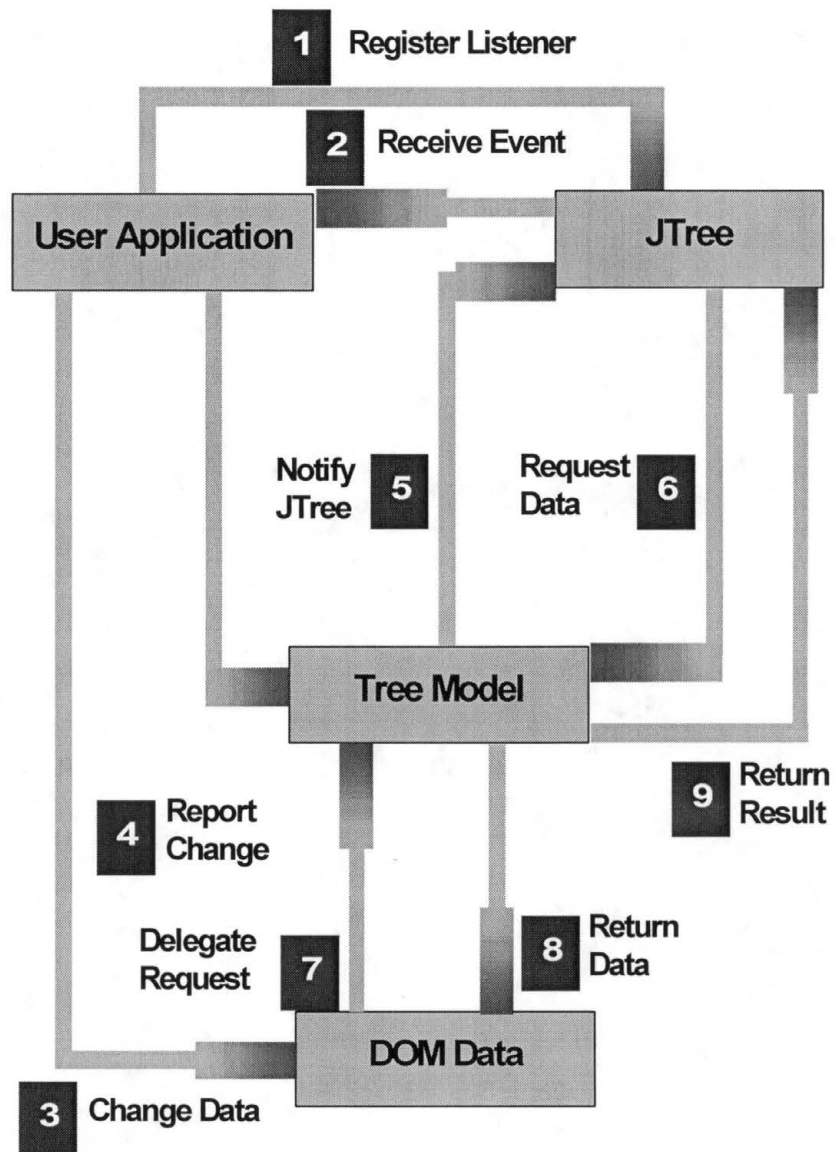 1 Register Listener
2 Receive Event
User Application
JTree
Notify
JTree
5
Request
Data
6
Tree Model
9 Return
Result
4 Report
Change
Delegate
Request
7
8 Return
Data
DOM Data
3 Change Data